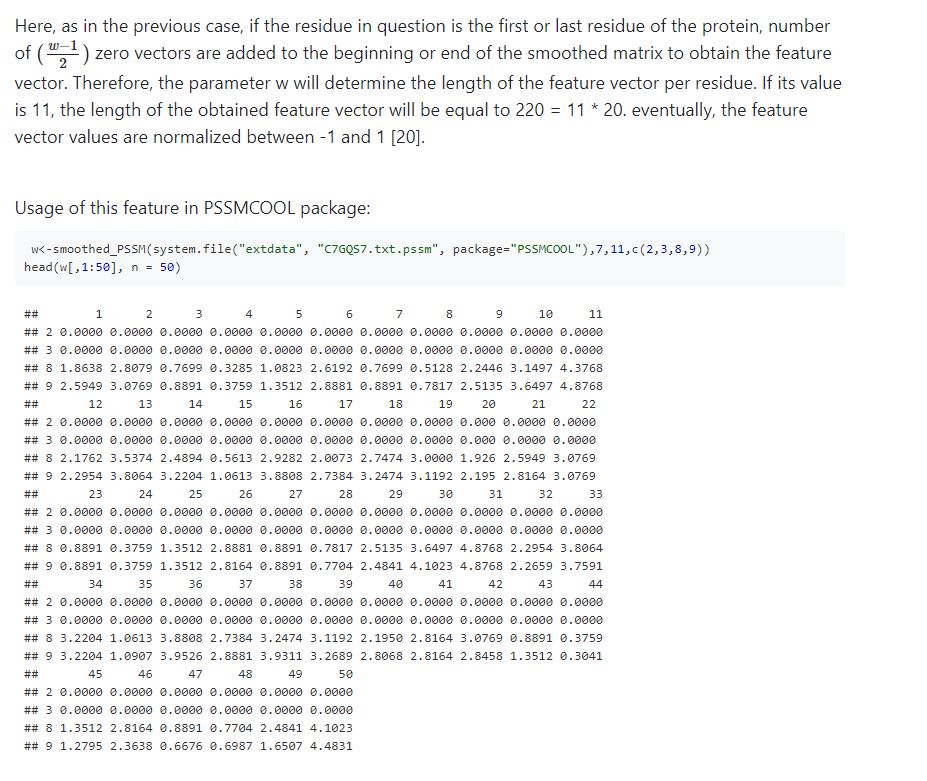 Here, as in the previous case, if the residue in question is the first or last residue of the protein, number
of ( w−1 / 2 ) zero vectors are added to the beginning or end of the smoothed matrix to obtain the feature
vector. Therefore, the parameter w will determine the length of the feature vector per residue. If its value
is 11, the length of the obtained feature vector will be equal to 220 = 11 * 20. eventually, the feature
vector values are normalized between -1 and 1 [20].
Usage of this feature in PSSMCOOL package:
w<-smoothed_PSSM(system.file("extdata", "C7GQS7.txt.pssm", package="PSSMCOOL"),7,11,c(2,3,8,9))
head(w[,1:50], n = 50)
## 1 2 3 4 5 6 7 8 9 10 11
## 2 0.0000 0.0000 0.0000 0.0000 0.0000 0.0000 0.0000 0.0000 0.0000 0.0000 0.0000
## 3 0.0000 0.0000 0.0000 0.0000 0.0000 0.0000 0.0000 0.0000 0.0000 0.0000 0.0000
## 8 1.8638 2.8079 0.7699 0.3285 1.0823 2.6192 0.7699 0.5128 2.2446 3.1497 4.3768
## 9 2.5949 3.0769 0.8891 0.3759 1.3512 2.8881 0.8891 0.7817 2.5135 3.6497 4.8768
## 12 13 14 15 16 17 18 19 20 21 22
## 2 0.0000 0.0000 0.0000 0.0000 0.0000 0.0000 0.0000 0.0000 0.000 0.0000 0.0000
## 3 0.0000 0.0000 0.0000 0.0000 0.0000 0.0000 0.0000 0.0000 0.000 0.0000 0.0000
## 8 2.1762 3.5374 2.4894 0.5613 2.9282 2.0073 2.7474 3.0000 1.926 2.5949 3.0769
## 9 2.2954 3.8064 3.2204 1.0613 3.8808 2.7384 3.2474 3.1192 2.195 2.8164 3.0769
## 23 24 25 26 27 28 29 30 31 32 33
## 2 0.0000 0.0000 0.0000 0.0000 0.0000 0.0000 0.0000 0.0000 0.0000 0.0000 0.0000
## 3 0.0000 0.0000 0.0000 0.0000 0.0000 0.0000 0.0000 0.0000 0.0000 0.0000 0.0000
## 8 0.8891 0.3759 1.3512 2.8881 0.8891 0.7817 2.5135 3.6497 4.8768 2.2954 3.8064
## 9 0.8891 0.3759 1.3512 2.8164 0.8891 0.7704 2.4841 4.1023 4.8768 2.2659 3.7591
## 34 35 36 37 38 39 40 41 42 43 44
## 2 0.0000 0.0000 0.0000 0.0000 0.0000 0.0000 0.0000 0.0000 0.0000 0.0000 0.0000
## 3 0.0000 0.0000 0.0000 0.0000 0.0000 0.0000 0.0000 0.0000 0.0000 0.0000 0.0000
## 8 3.2204 1.0613 3.8808 2.7384 3.2474 3.1192 2.1950 2.8164 3.0769 0.8891 0.3759
## 9 3.2204 1.0907 3.9526 2.8881 3.9311 3.2689 2.8068 2.8164 2.8458 1.3512 0.3041
## 45 46 47 48 49 50
## 2 0.0000 0.0000 0.0000 0.0000 0.0000 0.0000
## 3 0.0000 0.0000 0.0000 0.0000 0.0000 0.0000
## 8 1.3512 2.8164 0.8891 0.7704 2.4841 4.1023
## 9 1.2795 2.3638 0.6676 0.6987 1.6507 4.4831